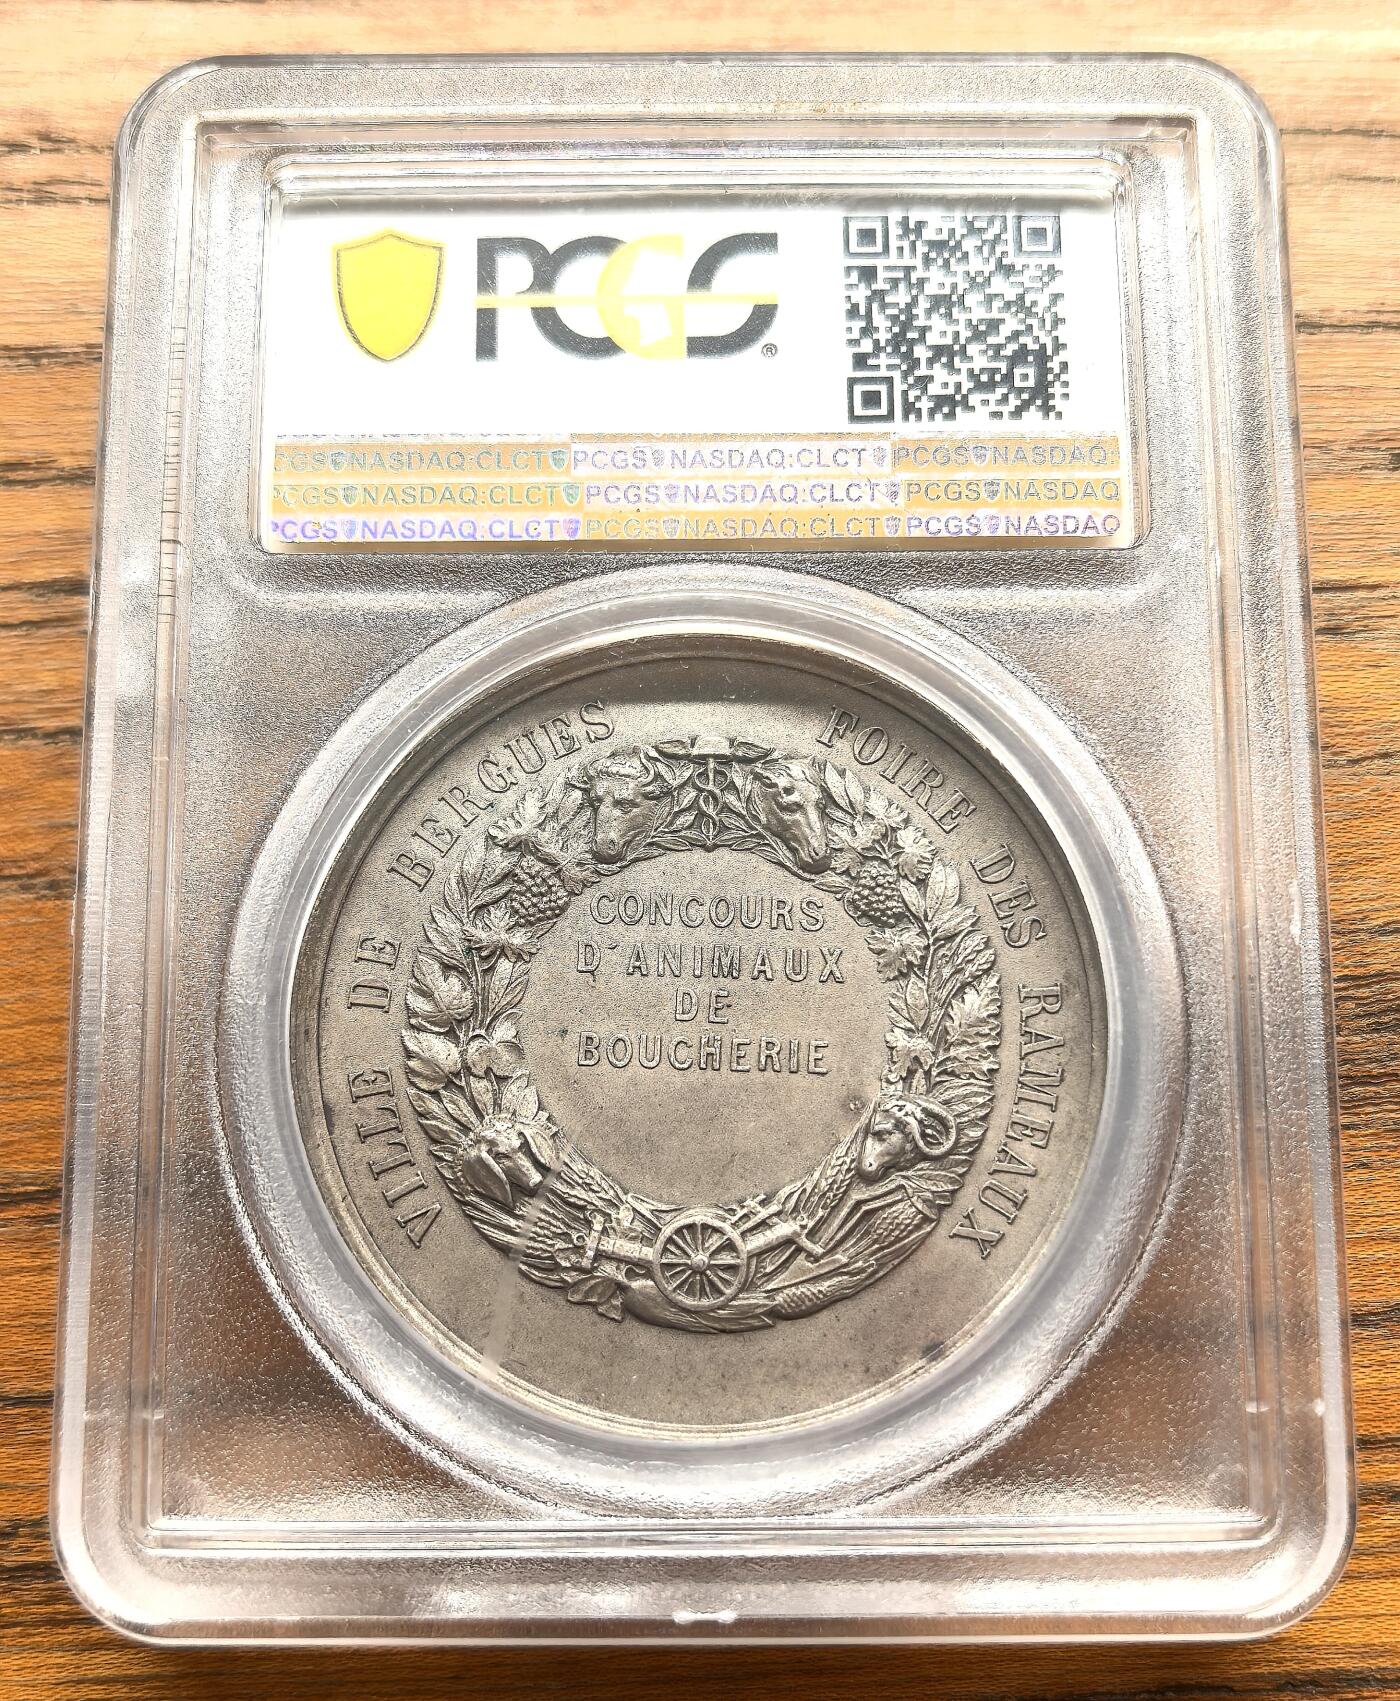 PCGS®
CGS NASDAQ:CLCT PCGS NASDAQ:CLCT PCGS NASDAQ:
PCGS NASDAQ:CLCT PCGS NASDAQ:CLCT PCGS NASDAQ
PCGS NASDAQ:CLCT PCGS NASDAQ:CLCT PCGS NASDAQ
VILLE DE BERGUES FOIRE DES RAMEAUX
CONCOURS
D'ANIMAUX
DE
BOUCHERIE